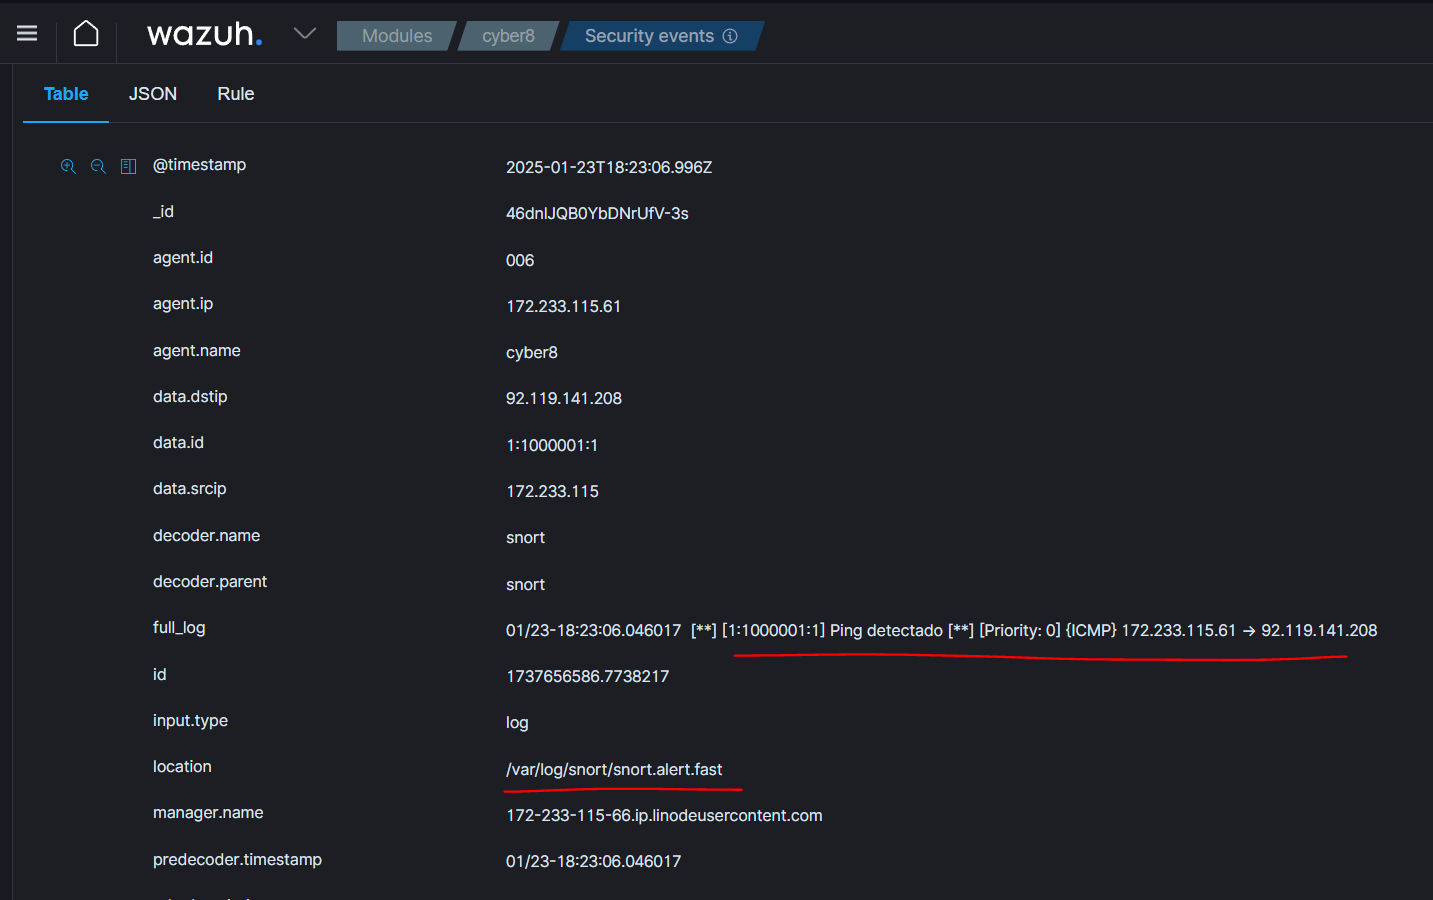 wazuh.
Modules cyber8 Security events
Table JSON Rule
@timestamp 2025-01-23T18:23:06.996Z
_id 46dnlJQB0YbDNrUfV-3s
agent.id 006
agent.ip 172.233.115.61
agent.name cyber8
data.dstip 92.119.141.208
data.id 1:1000001:1
data.srcip 172.233.115
decoder.name snort
decoder.parent snort
full_log 01/23-18:23:06.046017 [**] [1:1000001:1] Ping detectado [**] [Priority: 0] {ICMP} 172.233.115.61 → 92.119.141.208
id 1737656586.7738217
input.type log
location /var/log/snort/snort.alert.fast
manager.name 172-233-115-66.ip.linodeusercontent.com
predecoder.timestamp 01/23-18:23:06.046017